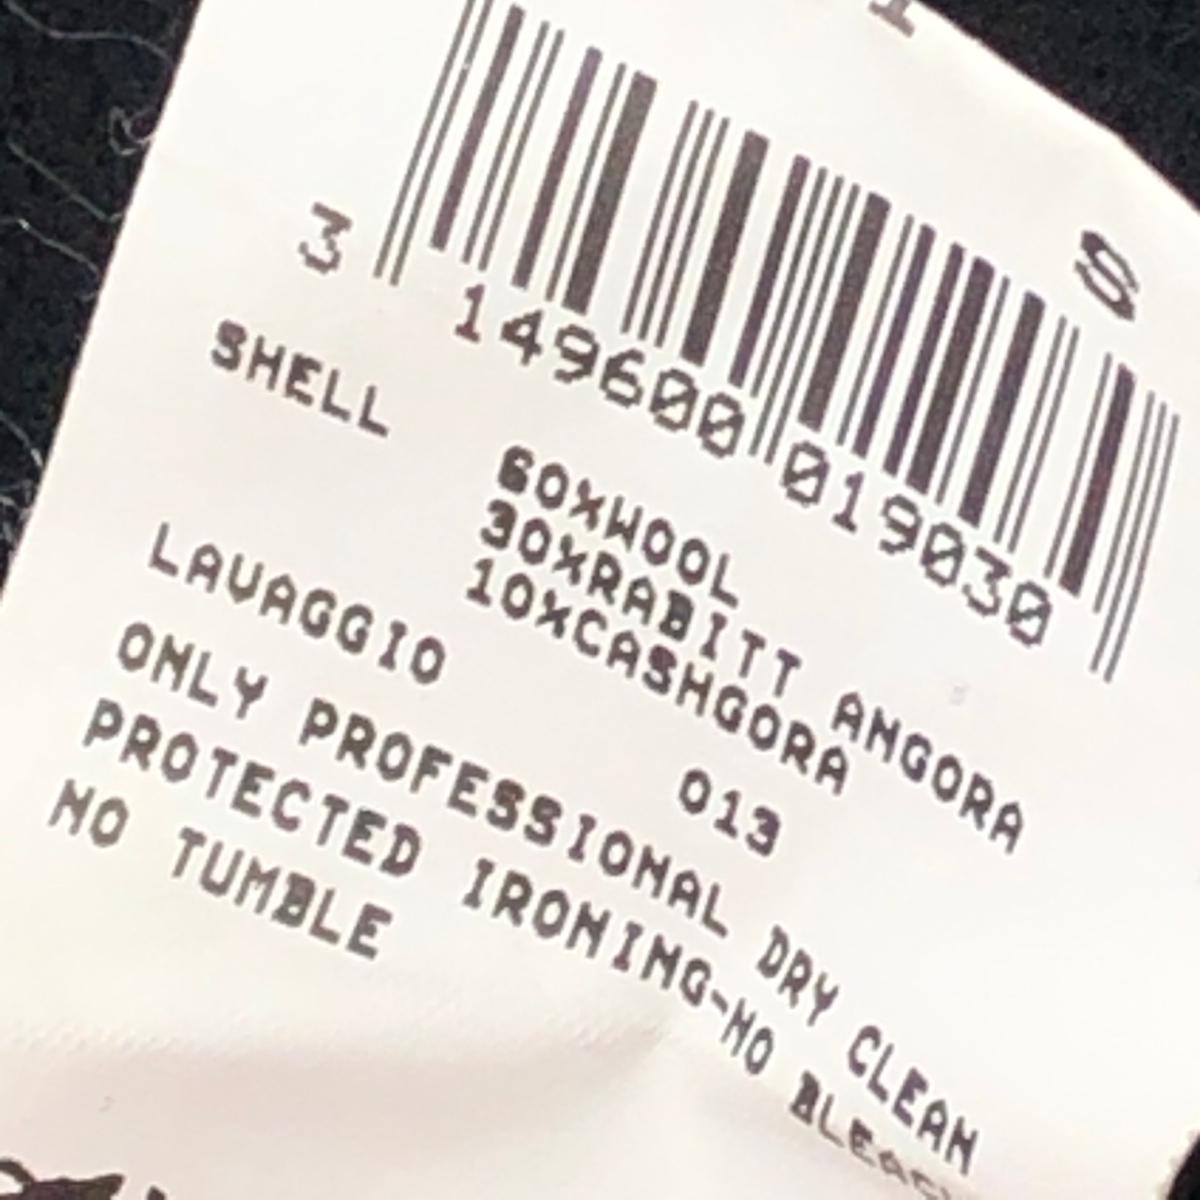 S
3 149600 019030
SHELL
60%WOOL
30%RABITT ANGORA
10%CASHGORA
LAVAGGIO 013
ONLY PROFESSIONAL DRY CLEAN
PROTECTED IRONING-NO BLEACH
NO TUMBLE